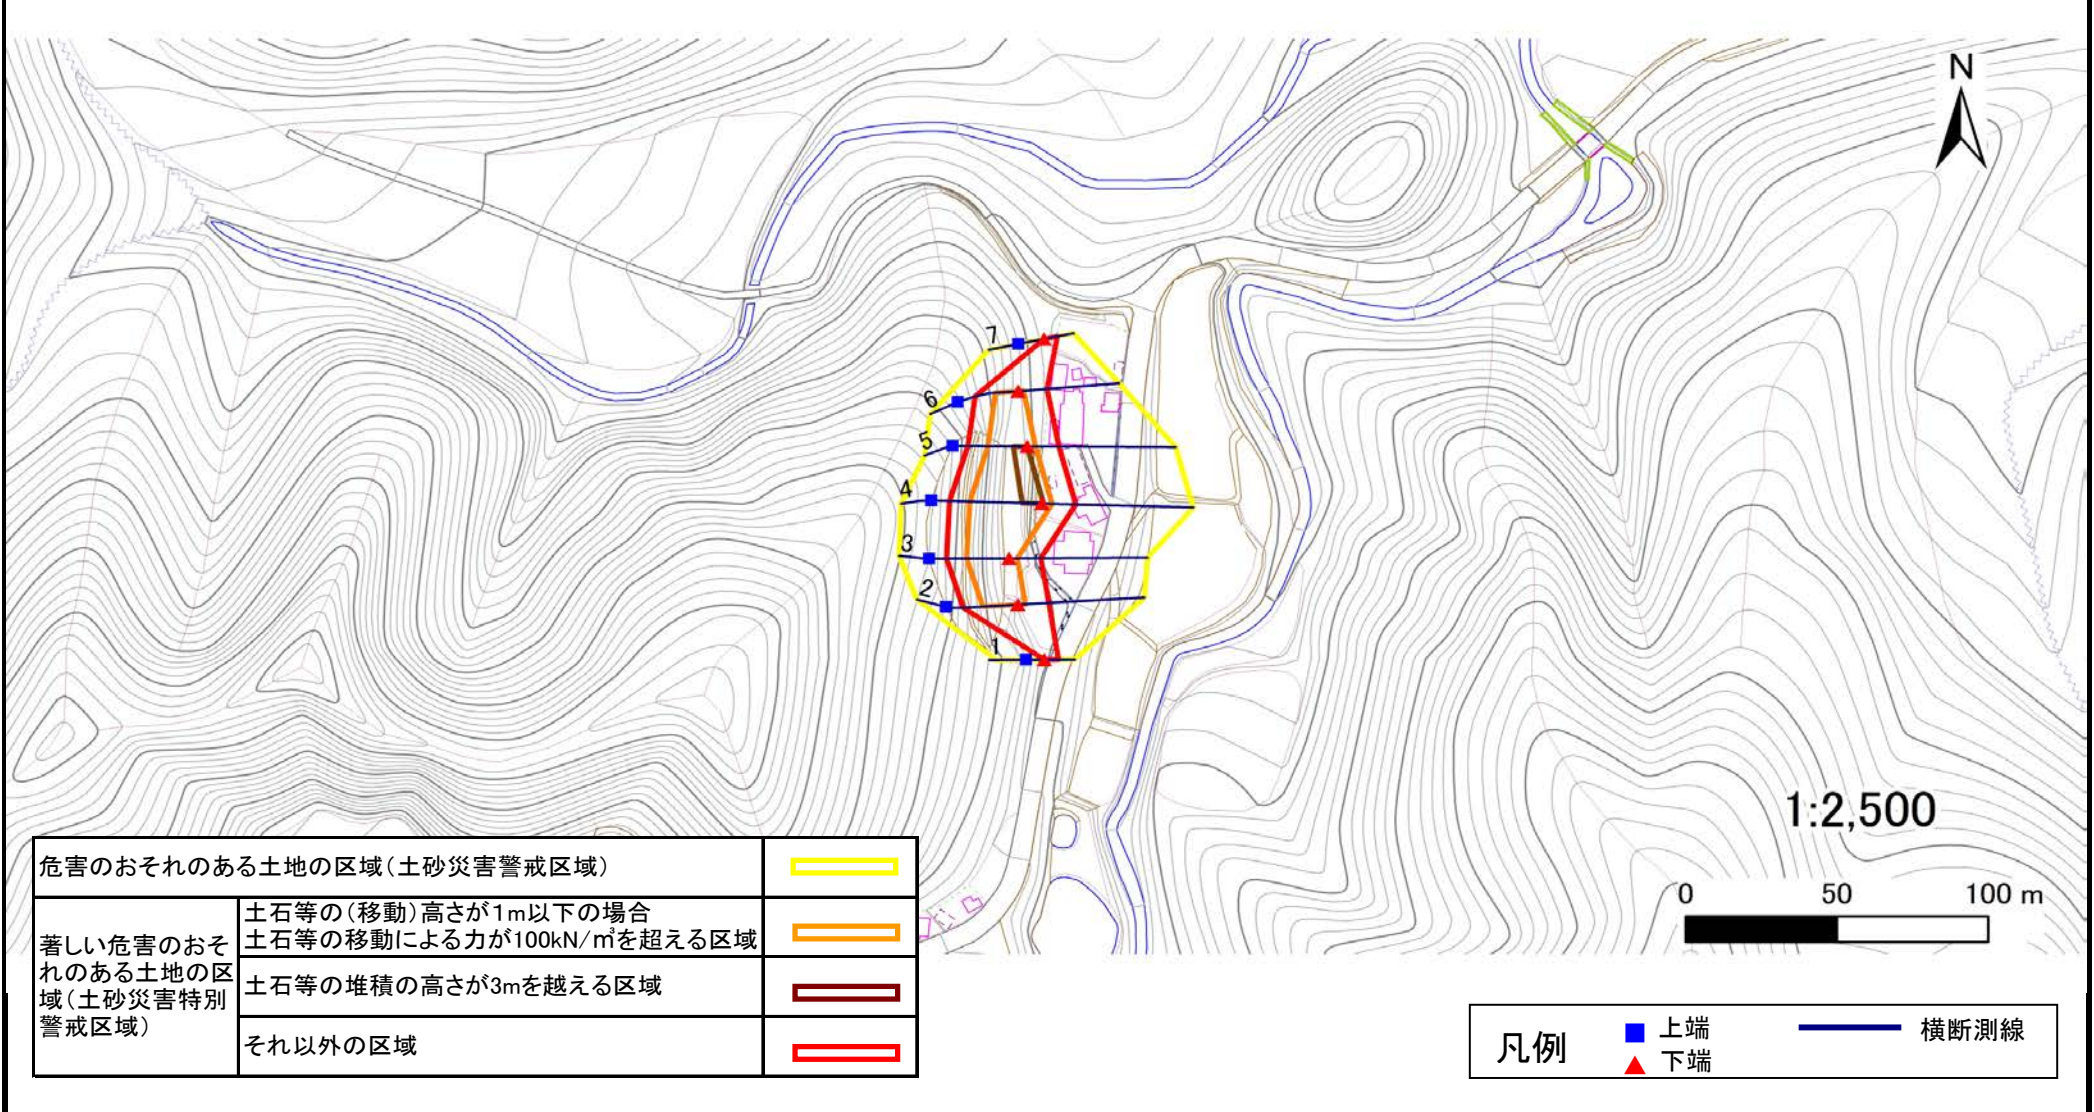 N
7
6
5
4
3
2
1
1:2,500
0 50 100 m
危害のおそれのある土地の区域(土砂災害警戒区域)
著しい危害のおそ
れのある土地の区
域(土砂災害特別
警戒区域)
土石等の(移動)高さが1m以下の場合
土石等の移動による力が100kN/㎥を超える区域
土石等の堆積の高さが3mを越える区域
それ以外の区域
凡例
上端
下端
横断測線